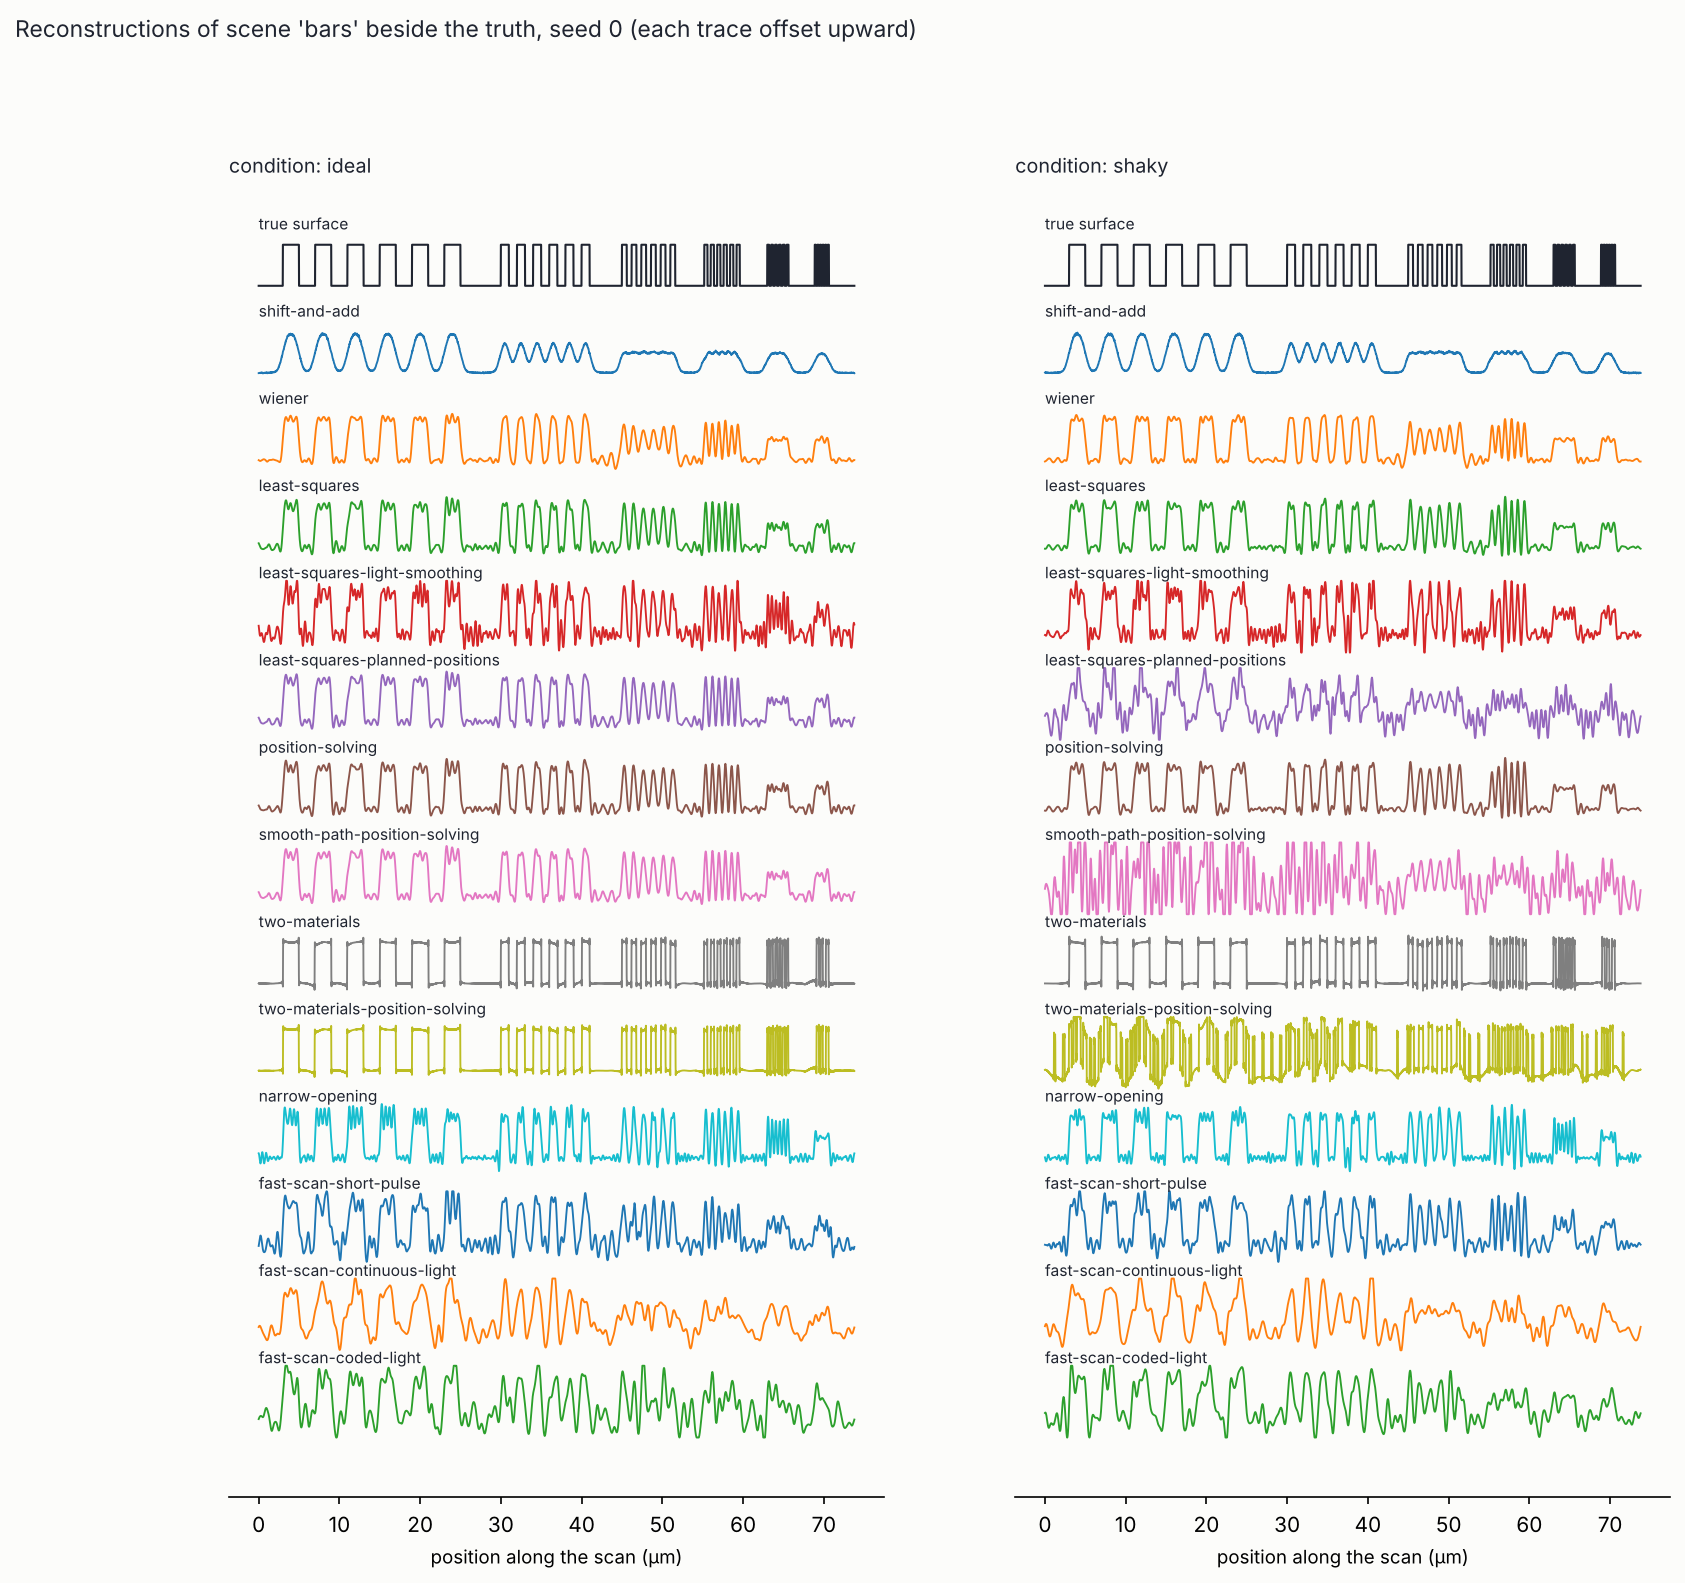 Reconstructions of scene 'bars' beside the truth, seed 0 (each trace offset upward)
condition: ideal
true surface
shift-and-add
wiener
least-squares
least-squares-light-smoothing
least-squares-planned-positions
position-solving
smooth-path-position-solving
two-materials
two-materials-position-solving
narrow-opening
fast-scan-short-pulse
fast-scan-continuous-light
fast-scan-coded-light
0 10 20 30 40 50 60 70
position along the scan (µm)
condition: shaky
true surface
shift-and-add
wiener
least-squares
least-squares-light-smoothing
least-squares-planned-positions
position-solving
smooth-path-position-solving
two-materials
two-materials-position-solving
narrow-opening
fast-scan-short-pulse
fast-scan-continuous-light
fast-scan-coded-light
0 10 20 30 40 50 60 70
position along the scan (µm)